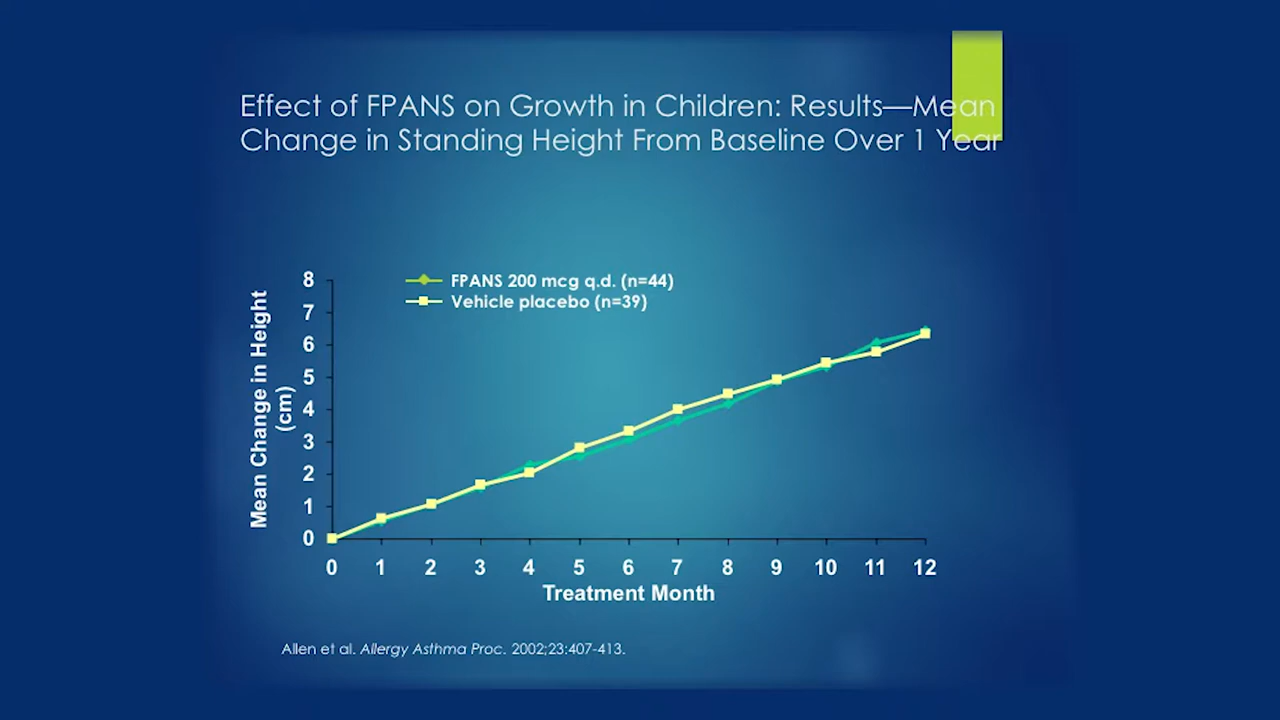 Effect of FPANS on Growth in Children: Results—Mean
Change in Standing Height From Baseline Over 1 Year
FPANS 200 mcg q.d. (n=44)
Vehicle placebo (n=39)
Mean Change in Height
(cm)
8
7
6
5
4
3
2
1
0
0 1 2 3 4 5 6 7 8 9 10 11 12
Treatment Month
Allen et al. Allergy Asthma Proc. 2002;23:407-413.